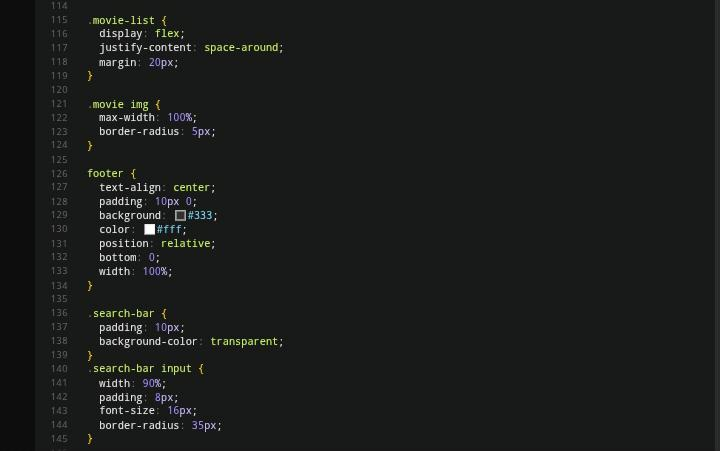 114
115 .movie-list {
116 display: flex;
117 justify-content: space-around;
118 margin: 20px;
119 }
120
121 .movie img {
122 max-width: 100%;
123 border-radius: 5px;
124 }
125
126 footer {
127 text-align: center;
128 padding: 10px 0;
129 background: #333;
130 color: #fff;
131 position: relative;
132 bottom: 0;
133 width: 100%;
134 }
135
136 .search-bar {
137 padding: 10px;
138 background-color: transparent;
139 }
140 .search-bar input {
141 width: 90%;
142 padding: 8px;
143 font-size: 16px;
144 border-radius: 35px;
145 }